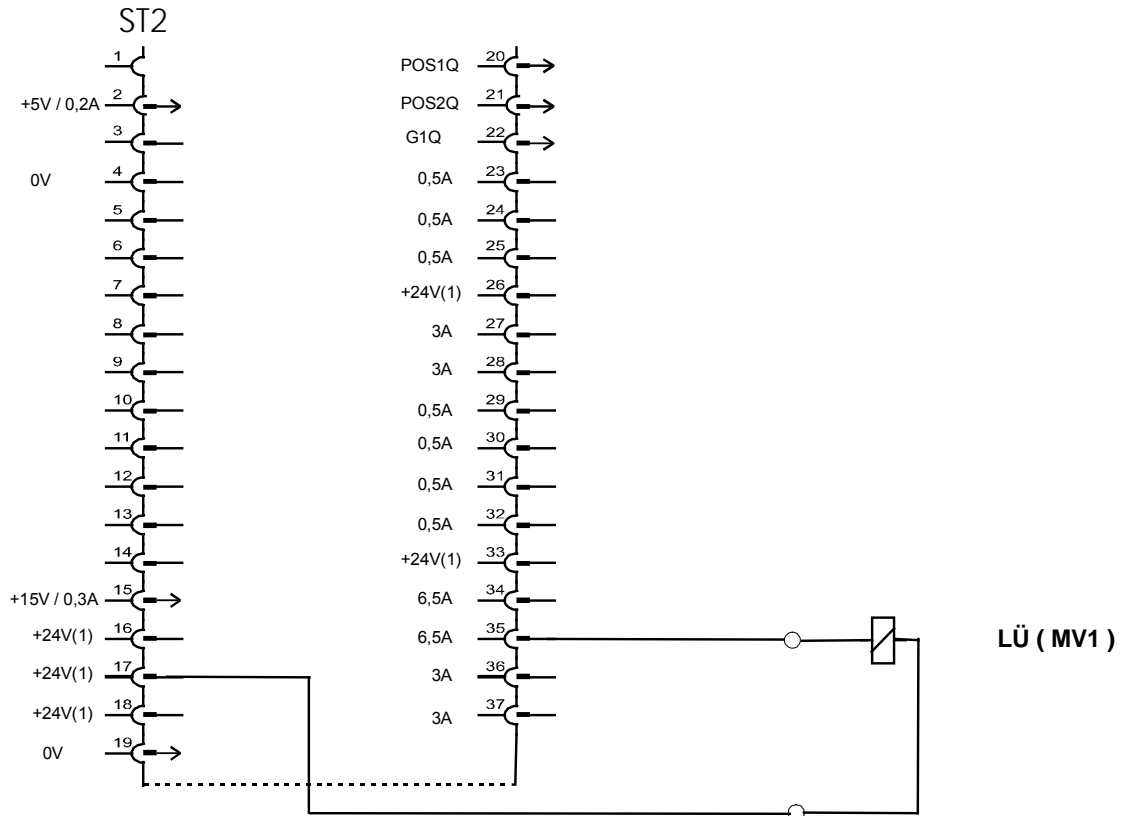 ST2
1
+5V / 0,2A 2
3
0V 4
5
6
7
8
9
10
11
12
13
14
+15V / 0,3A 15
+24V(1) 16
+24V(1) 17
+24V(1) 18
0V 19
POS1Q 20
POS2Q 21
G1Q 22
0,5A 23
0,5A 24
0,5A 25
+24V(1) 26
3A 27
3A 28
0,5A 29
0,5A 30
0,5A 31
0,5A 32
+24V(1) 33
6,5A 34
6,5A 35
3A 36
3A 37
LÜ ( MV1 )